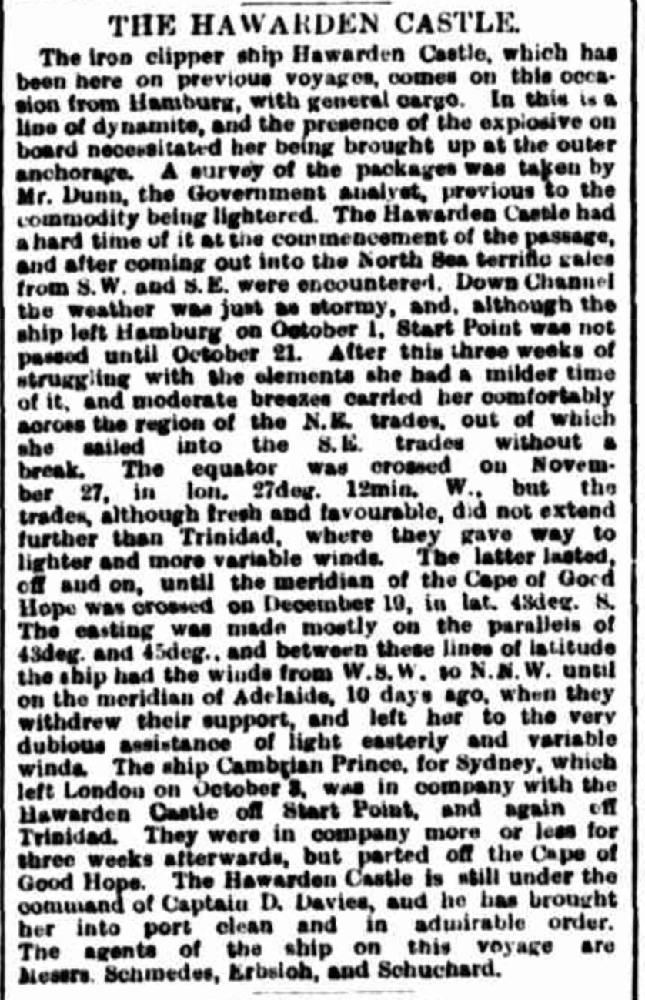 THE HAWARDEN CASTLE.
The iron clipper ship Hawarden Castle, which has
been here on previous voyages, comes on this occa-
sion from Hamburg, with general cargo. In this is a
line of dynamite, and the presence of the explosive on
board necessitated her being brought up at the outer
anchorage. A survey of the packages was taken by
Mr. Dunn, the Government analyst, previous to the
commodity being lightered. The Hawarden Castle had
a hard time of it at the commencement of the passage,
and after coming out into the North Sea terrific gales
from S.W. and S.E. were encountered. Down Channel
the weather was just as stormy, and, although the
ship left Hamburg on October 1, Start Point was not
passed until October 21. After this three weeks of
struggling with the elements she had a milder time
of it, and moderate breezes carried her comfortably
across the region of the N.E. trades, out of which
she sailed into the S.E. trades without a
break. The equator was crossed on Novem-
ber 27, in lon. 27deg. 12min. W., but the
trades, although fresh and favourable, did not extend
further than Trinidad, where they gave way to
lighter and more variable winds. The latter lasted,
off and on, until the meridian of the Cape of Good
Hope was crossed on December 19, in lat. 43deg. S.
The easting was made mostly on the parallels of
43deg. and 45deg., and between these lines of latitude
the ship had the winds from W.S.W. to N.N.W. until
on the meridian of Adelaide, 10 days ago, when they
withdrew their support, and left her to the very
dubious assistance of light easterly and variable
winds. The ship Cambrian Prince, for Sydney, which
left London on October 3, was in company with the
Hawarden Castle off Start Point, and again off
Trinidad. They were in company more or less for
three weeks afterwards, but parted off the Cape of
Good Hope. The Hawarden Castle is still under the
command of Captain D. Davies, and he has brought
her into port clean and in admirable order.
The agents of the ship on this voyage are
Messrs. Schmedes, Erbsloh, and Schuchard.